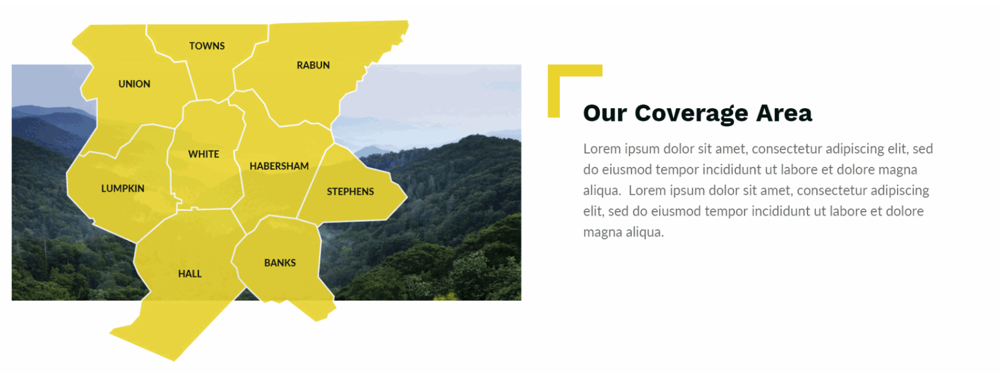 TOWNS
RABUN
UNION
WHITE
HABERSHAM
LUMPKIN
STEPHENS
BANKS
HALL
Our Coverage Area
Lorem ipsum dolor sit amet, consectetur adipiscing elit, sed
do eiusmod tempor incididunt ut labore et dolore magna
aliqua.  Lorem ipsum dolor sit amet, consectetur adipiscing
elit, sed do eiusmod tempor incididunt ut labore et dolore
magna aliqua.